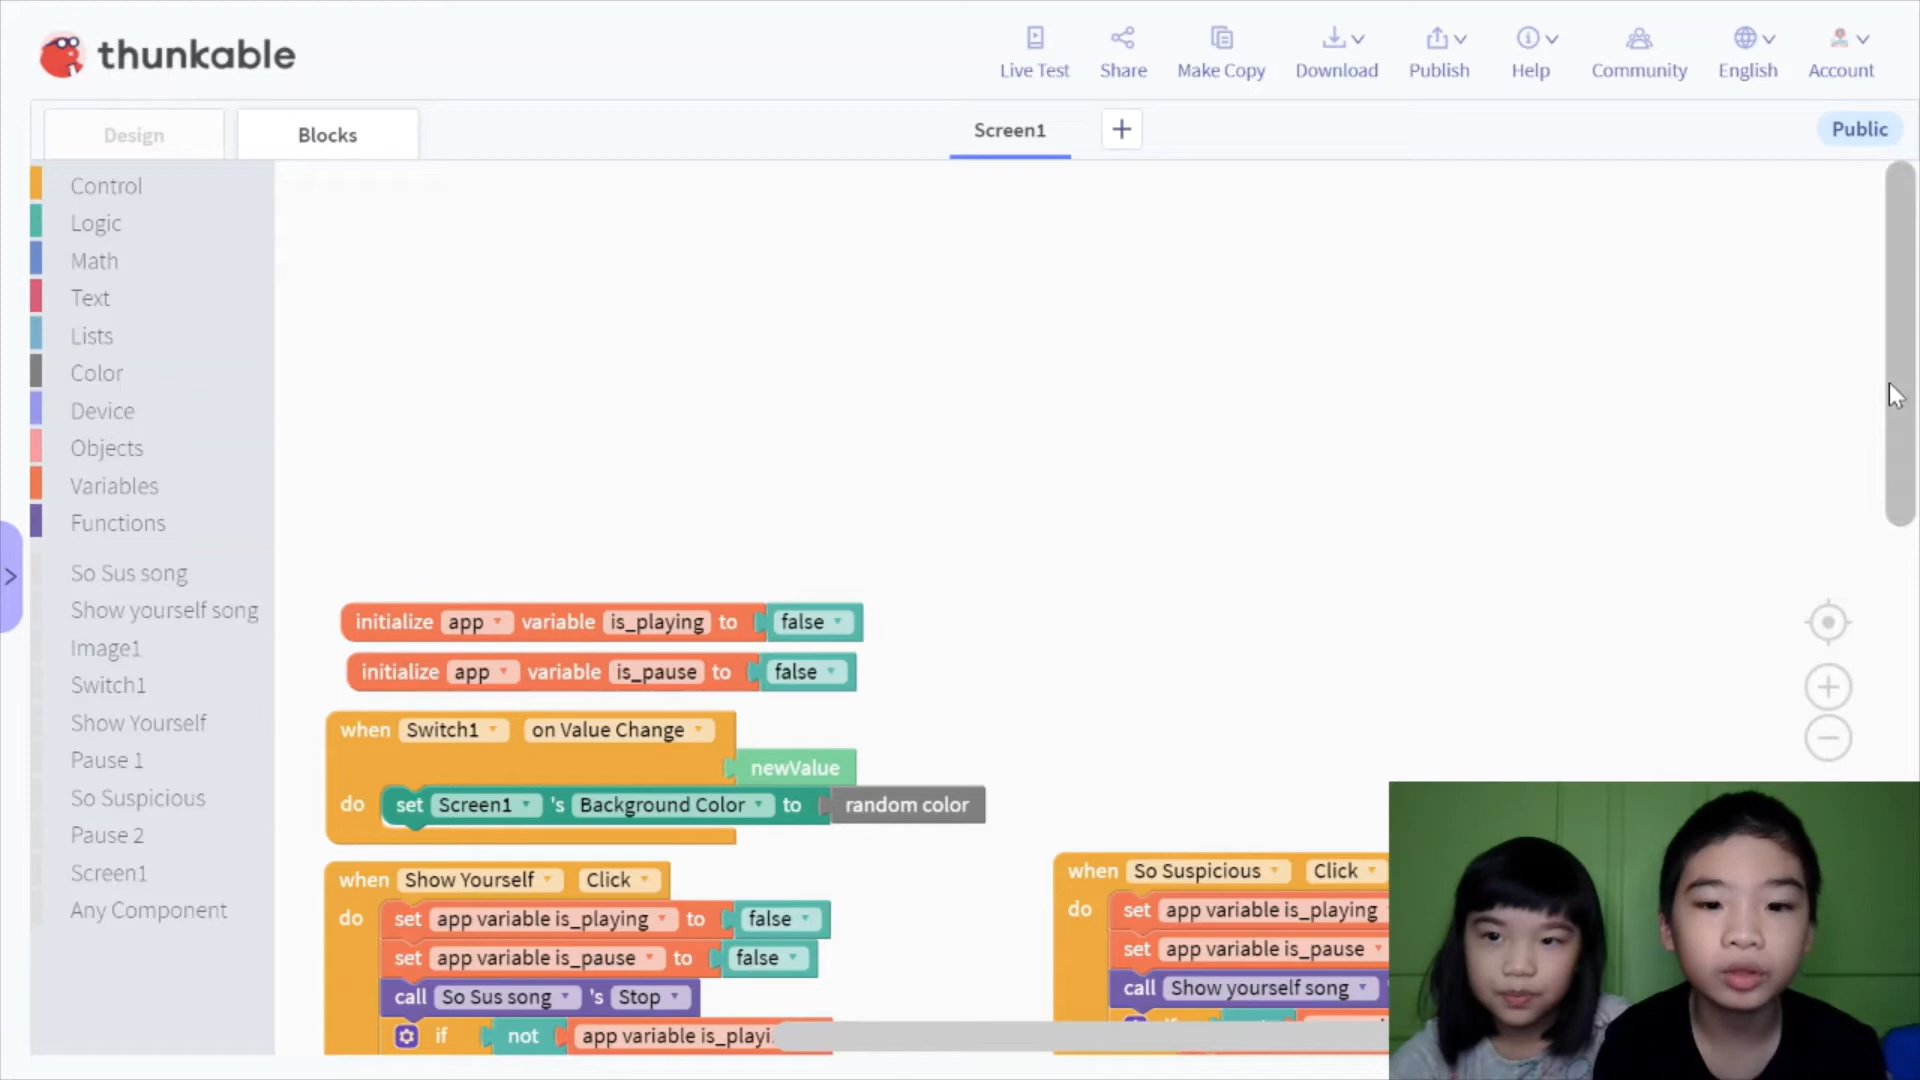 thunkable
Live Test
Share
Make Copy
Download
Publish
Help
Community
English
Account
Design
Blocks
Screen1
+
Public
Control
Logic
Math
Text
Lists
Color
Device
Objects
Variables
Functions
So Sus song
Show yourself song
Image1
Switch1
Show Yourself
Pause 1
So Suspicious
Pause 2
Screen1
Any Component
initialize app variable is_playing to false
initialize app variable is_pause to false
when Switch1 on Value Change
newValue
do set Screen1 's Background Color to random color
when Show Yourself Click
do set app variable is_playing to false
set app variable is_pause to false
call So Sus song 's Stop
if not app variable is_playi
when So Suspicious Click
do set app variable is_playing
set app variable is_pause
call Show yourself song